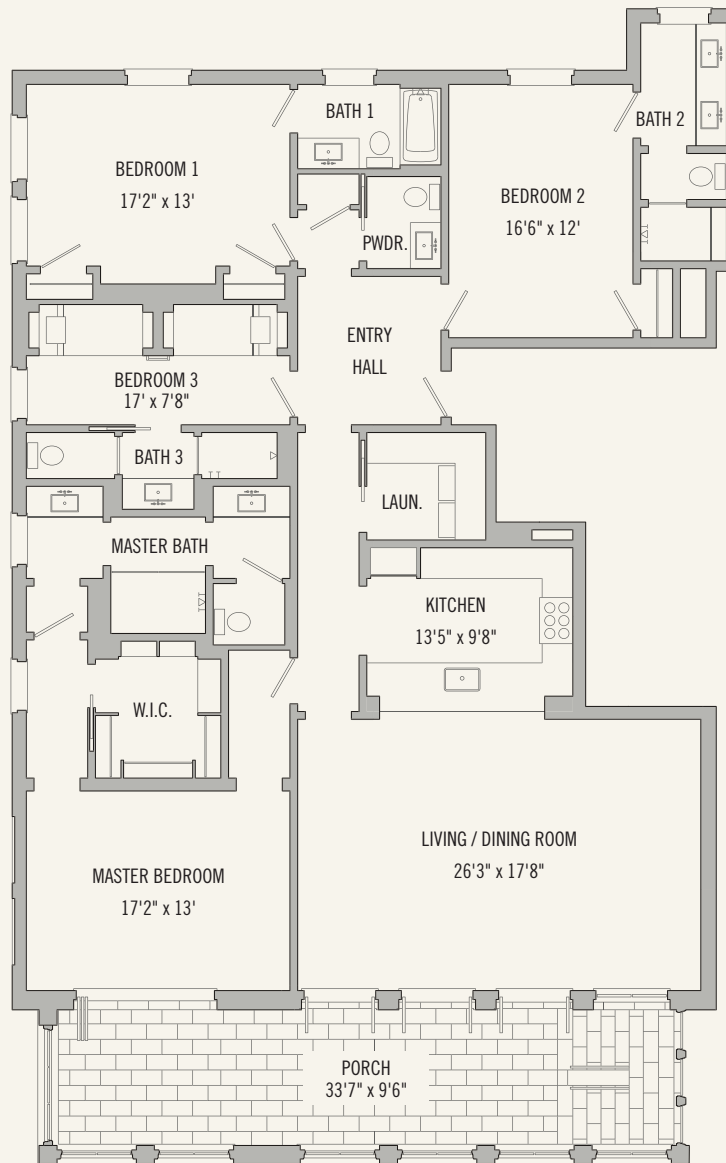 BATH 1
BATH 2
BEDROOM 1
17'2" x 13'
BEDROOM 2
16'6" x 12'
PWDR.
ENTRY
HALL
BEDROOM 3
17' x 7'8"
BATH 3
LAUN.
MASTER BATH
KITCHEN
13'5" x 9'8"
W.I.C.
LIVING / DINING ROOM
26'3" x 17'8"
MASTER BEDROOM
17'2" x 13'
PORCH
33'7" x 9'6"